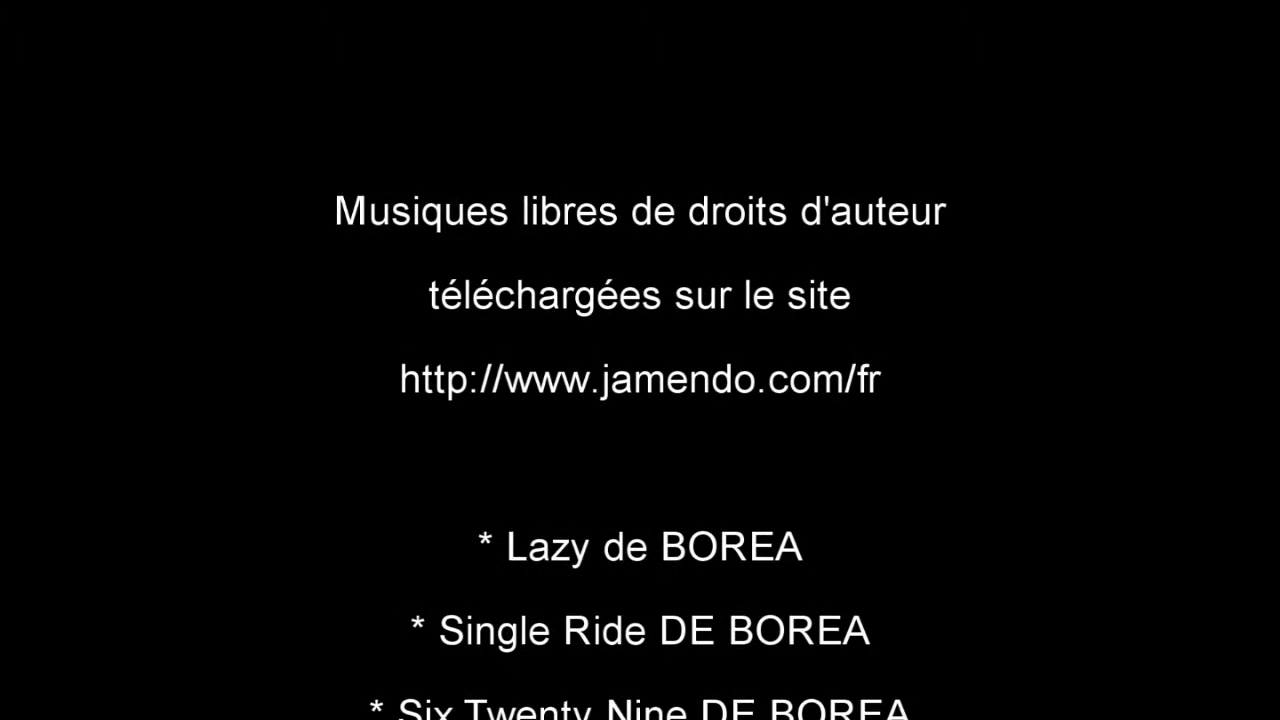 Musiques libres de droits d'auteur
téléchargées sur le site
http://www.jamendo.com/fr
* Lazy de BOREA
* Single Ride DE BOREA
* Six Twenty Nine DE BOREA